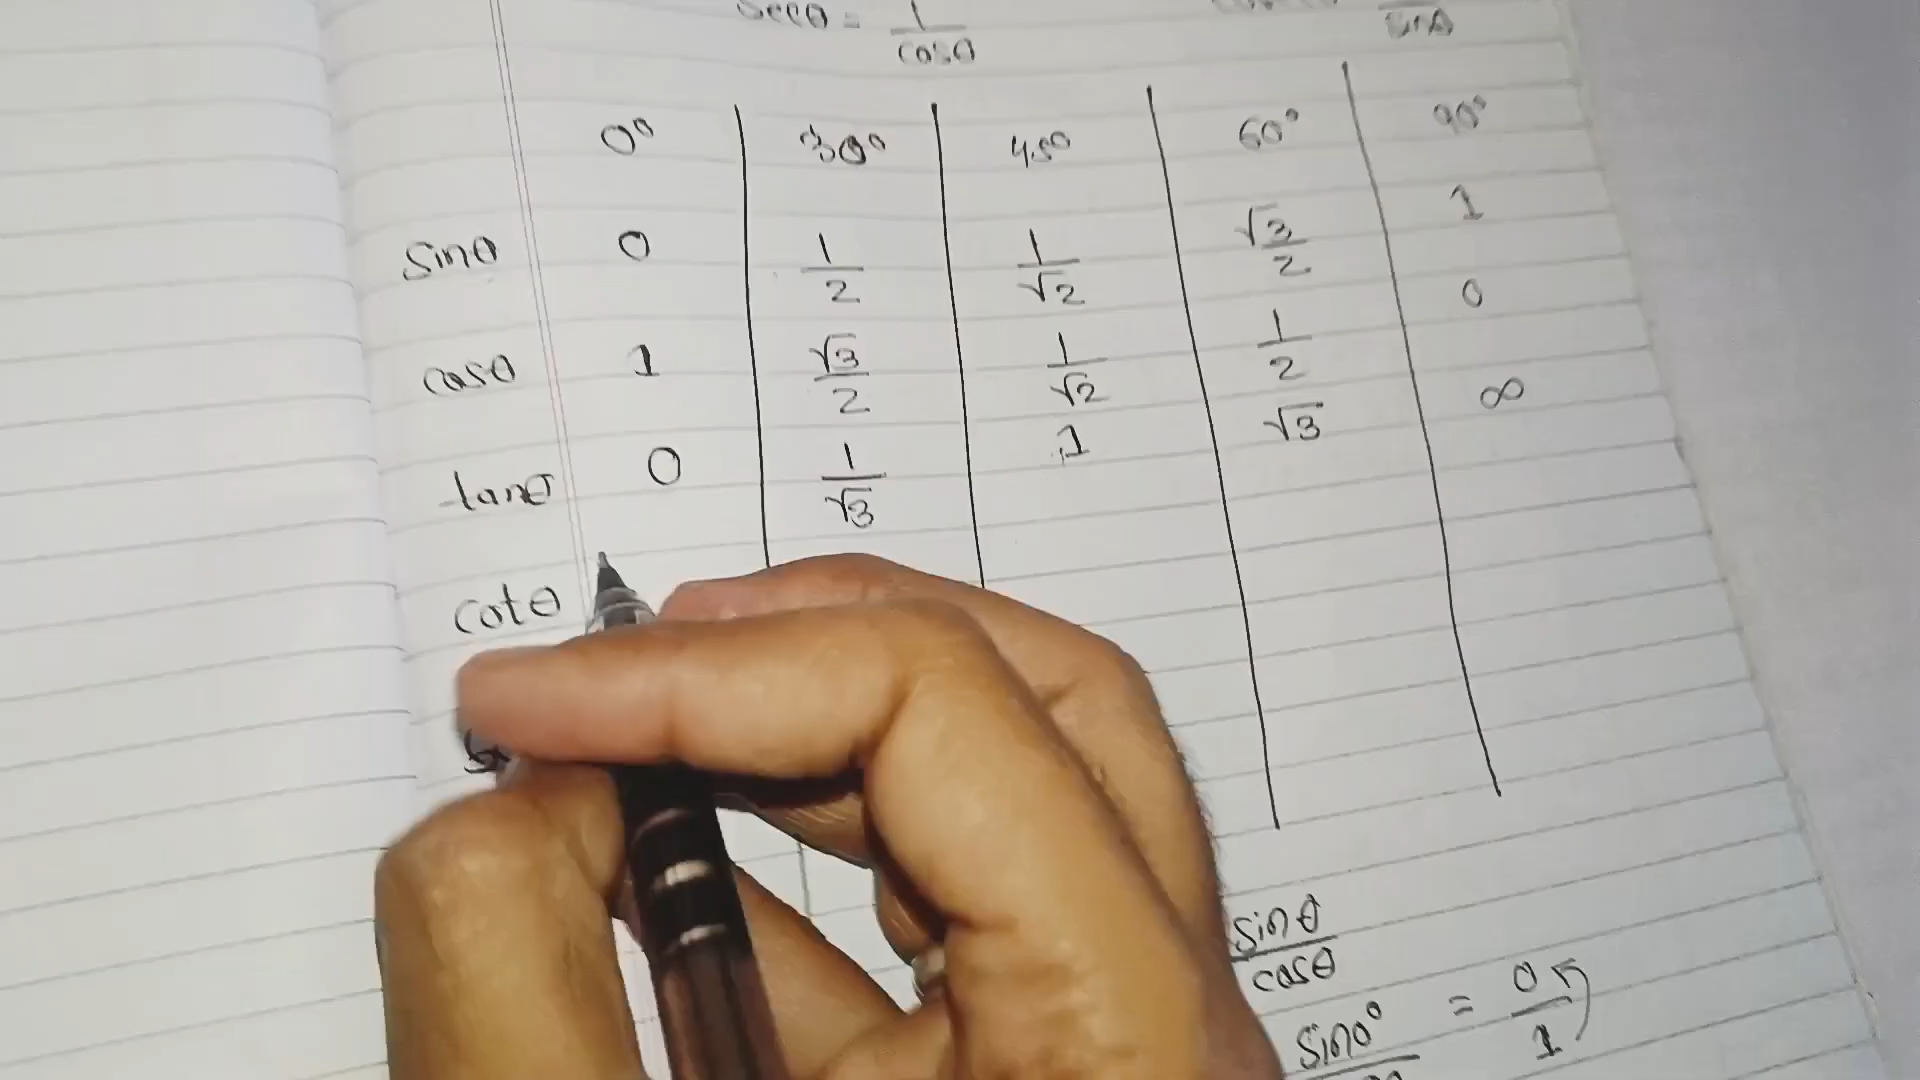 secθ = 1/cosθ sinθ
0° 30° 45° 60° 90°
sinθ 0 1/2 1/√2 √3/2 1
cosθ 1 √3/2 1/√2 1/2 0
tanθ 0 1/√3 1 √3 ∞
cotθ
sinθ/cosθ
sin0° = 0/1